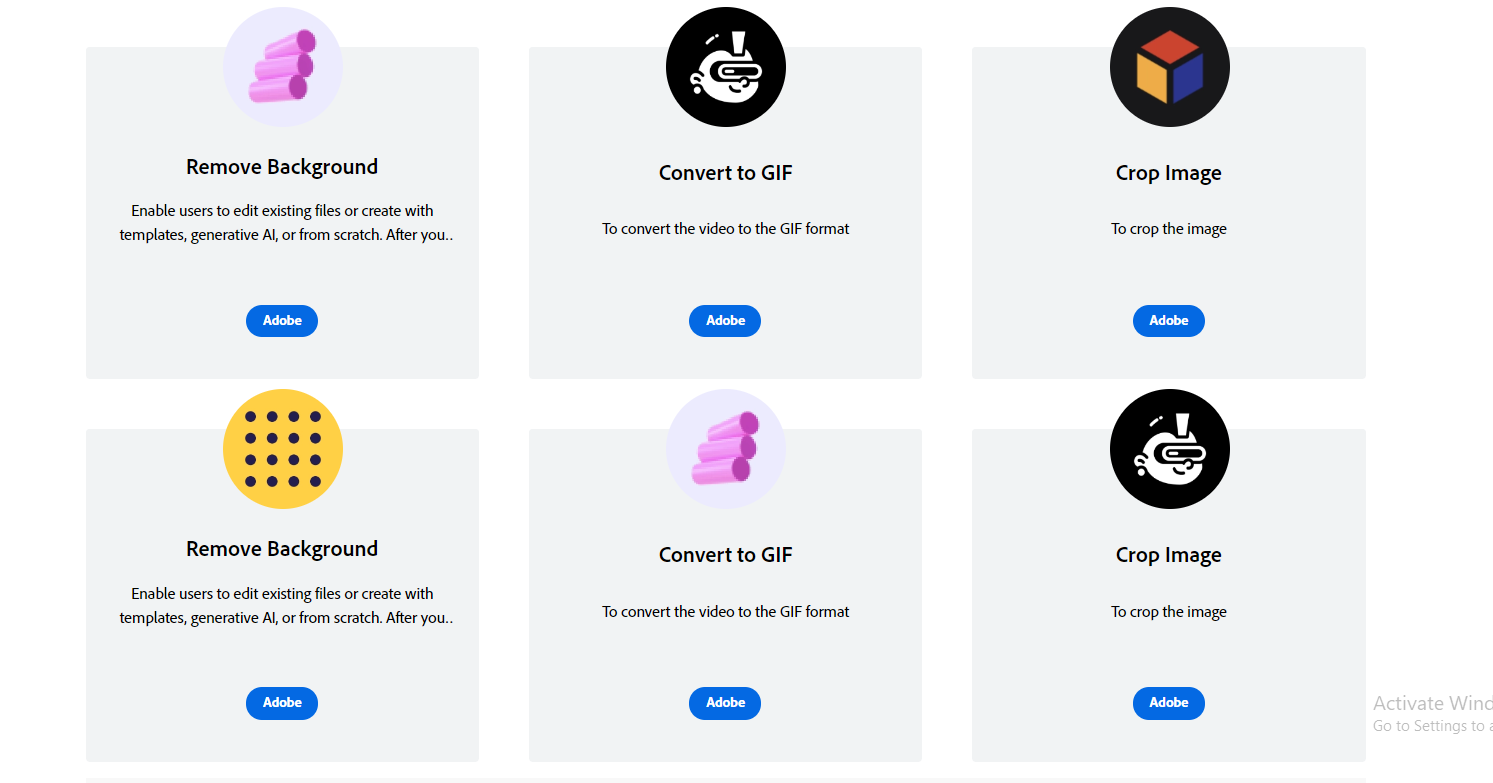 Remove Background
Enable users to edit existing files or create with
templates, generative AI, or from scratch. After you..
Adobe
Convert to GIF
To convert the video to the GIF format
Adobe
Crop Image
To crop the image
Adobe
Remove Background
Enable users to edit existing files or create with
templates, generative AI, or from scratch. After you..
Adobe
Convert to GIF
To convert the video to the GIF format
Adobe
Crop Image
To crop the image
Adobe
Activate Wind
Go to Settings to a